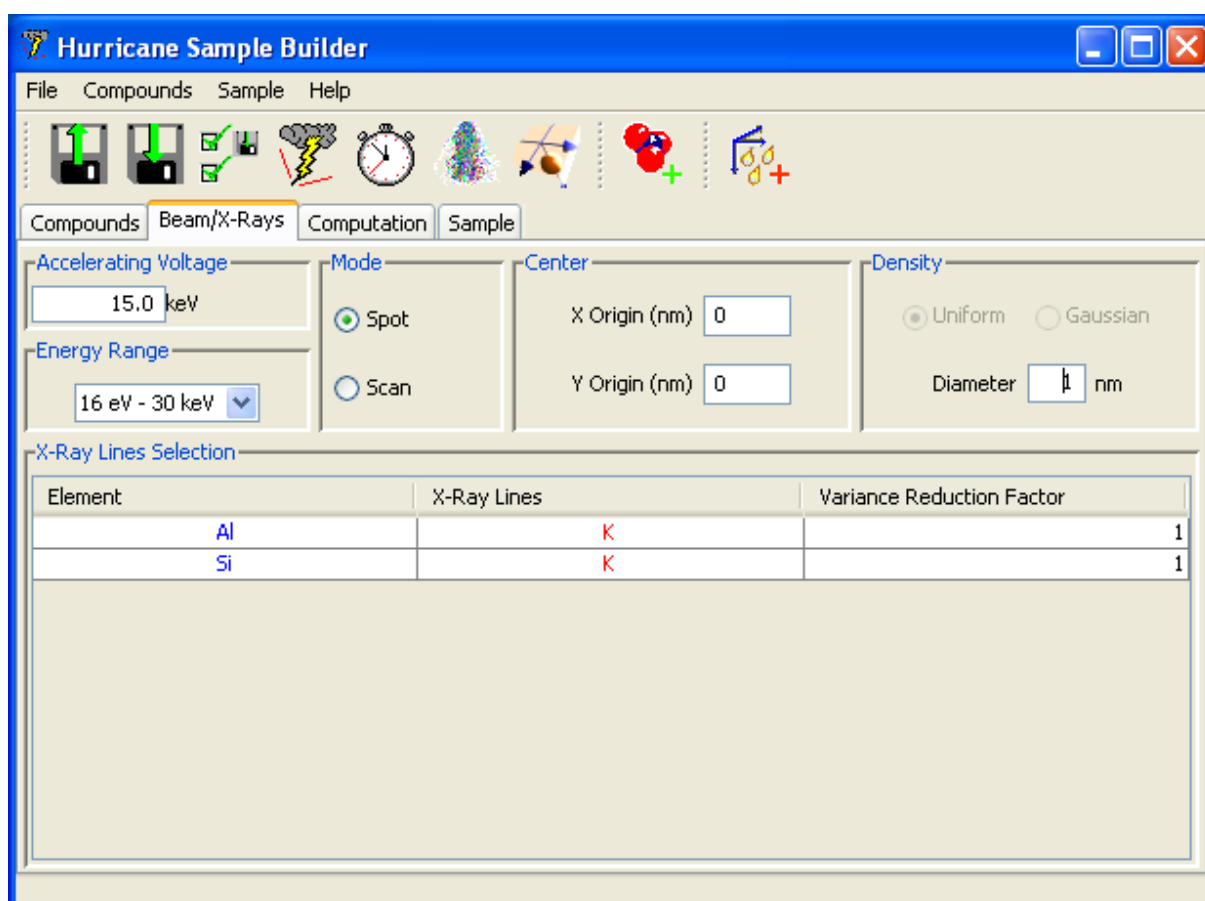 Hurricane Sample Builder
File Compounds Sample Help
Compounds Beam/X-Rays Computation Sample
Accelerating Voltage Mode Center Density
15.0 keV
Spot X Origin (nm) 0 Uniform Gaussian
Energy Range
16 eV - 30 keV Scan Y Origin (nm) 0 Diameter 1 nm
X-Ray Lines Selection
Element X-Ray Lines Variance Reduction Factor
Al K 1
Si K 1